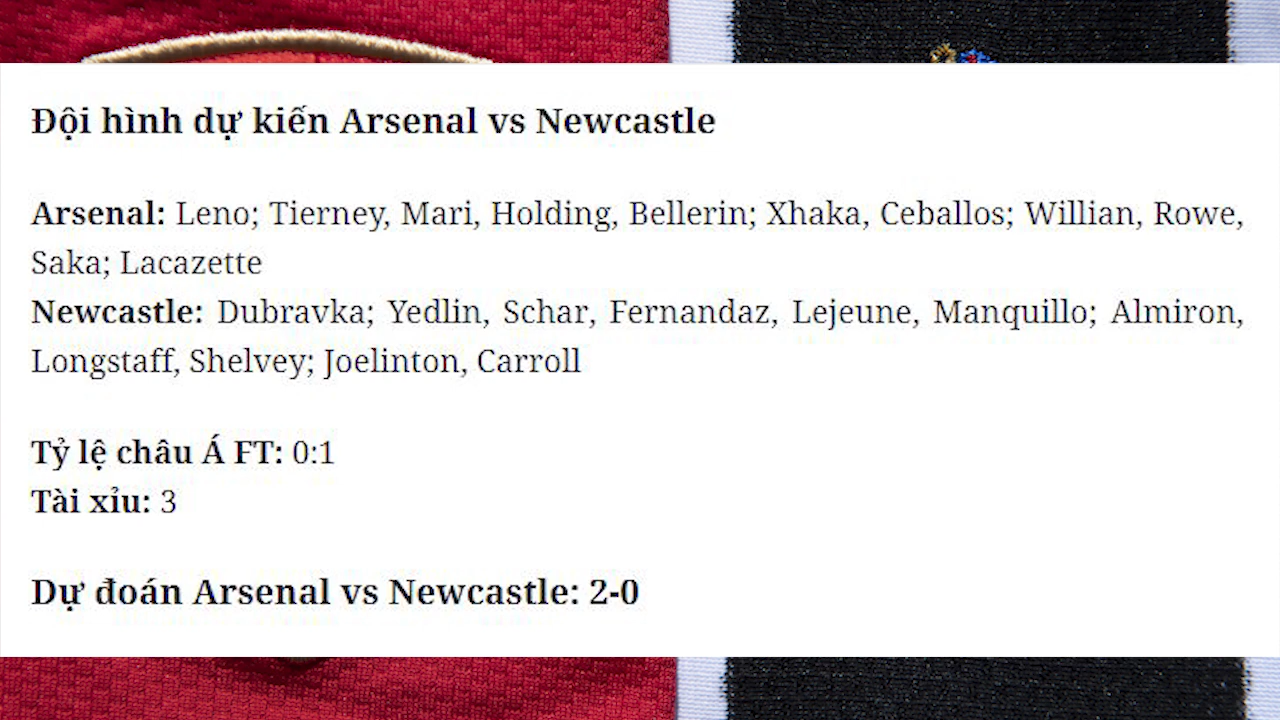 Đội hình dự kiến Arsenal vs Newcastle
Arsenal: Leno; Tierney, Mari, Holding, Bellerin; Xhaka, Ceballos; Willian, Rowe,
Saka; Lacazette
Newcastle: Dubravka; Yedlin, Schar, Fernandaz, Lejeune, Manquillo; Almiron,
Longstaff, Shelvey; Joelinton, Carroll
Tỷ lệ châu Á FT: 0:1
Tài xỉu: 3
Dự đoán Arsenal vs Newcastle: 2-0